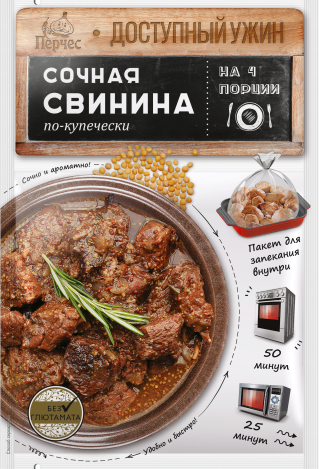 Перчес
• ДОСТУПНЫЙ УЖИН
СОЧНАЯ
СВИНИНА
по-купечески
НА 4
ПОРЦИИ
Сочно и ароматно!
Пакет для
запекания
внутри
50
минут
25
минут
БЕЗ
ГЛЮТАМАТА
Удобно и быстро!